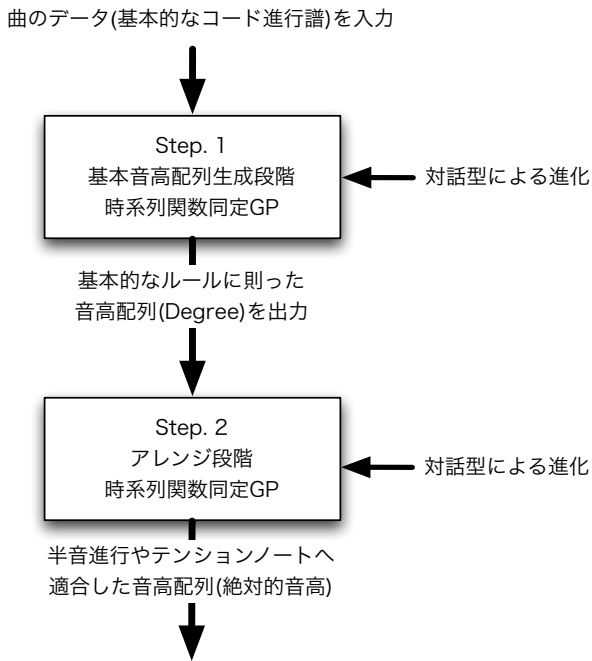 曲のデータ(基本的なコード進行譜)を入力
Step. 1
基本音高配列生成段階
時系列関数同定GP
対話型による進化
基本的なルールに則った
音高配列(Degree)を出力
Step. 2
アレンジ段階
時系列関数同定GP
対話型による進化
半音進行やテンションノートへ
適合した音高配列(絶対的音高)